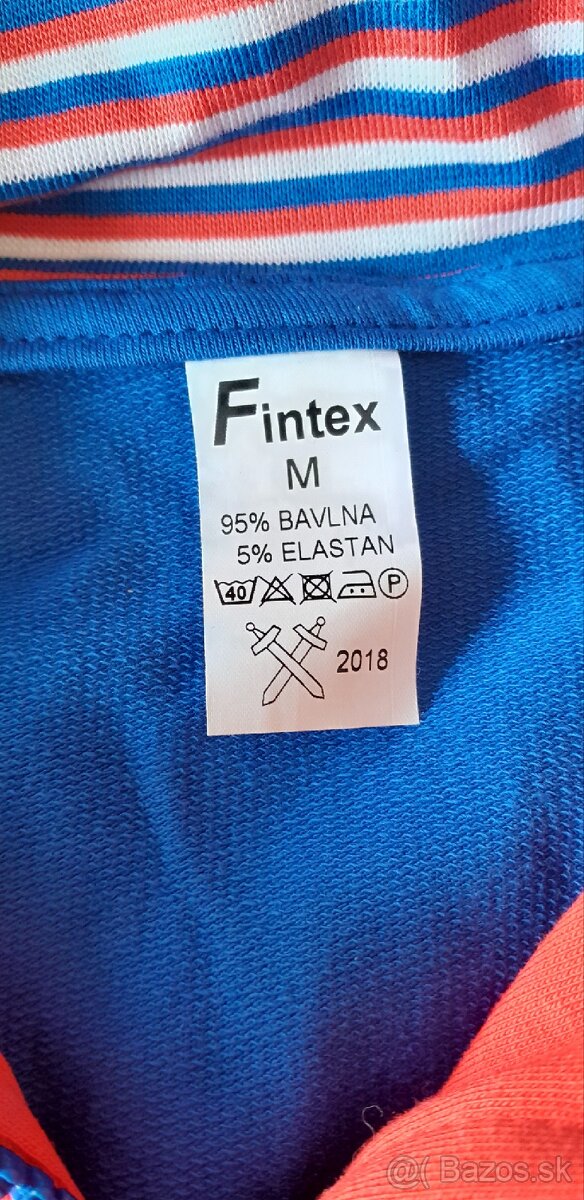 Fintex
M
95% BAVLNA
5% ELASTAN
40 P
2018
@( Bazos.sk